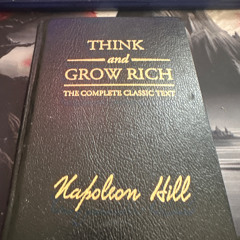 THINK
and
GROW RICH
THE COMPLETE CLASSIC TEXT
Napoleon Hill